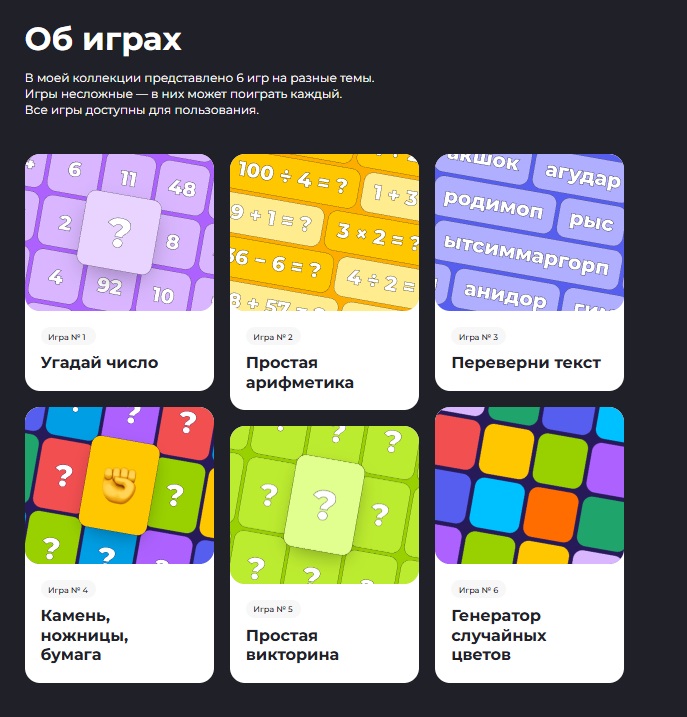 Об играх
В моей коллекции представлено 6 игр на разные темы.
Игры несложные — в них может поиграть каждый.
Все игры доступны для пользования.
6
11
48
2
?
8
4
92
10
Игра № 1
Угадай число
100 ÷ 4 = ?
1 + 3
9 + 1 = ?
3 × 2 = ?
36 − 6 = ?
4 ÷ 2 =
8 + 57 = ?
Игра № 2
Простая
арифметика
акшок
агудар
родимоп
рыс
ытсиммаргорп
анидор
Игра № 3
Переверни текст
? ?
? ?
? ?
Игра № 4
Камень,
ножницы,
бумага
? ?
? ? ?
? ?
Игра № 5
Простая
викторина
Игра № 6
Генератор
случайных
цветов